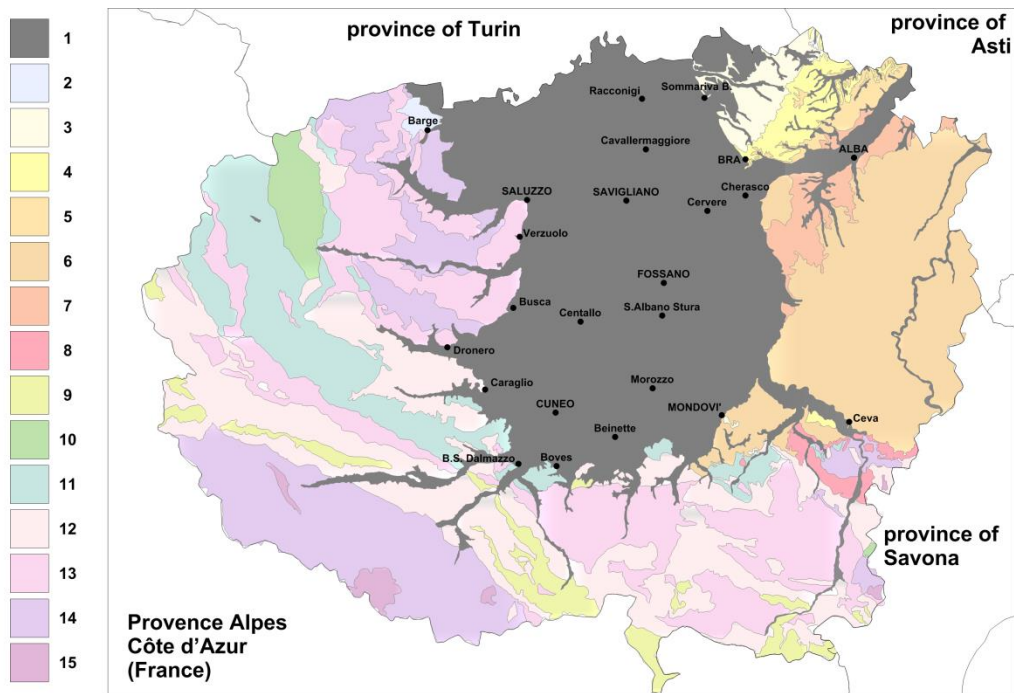 1
2
3
4
5
6
7
8
9
10
11
12
13
14
15
province of Turin
province of
Asti
Racconigi
Sommariva B.
Barge
Cavallermaggiore
BRA
ALBA
SALUZZO
SAVIGLIANO
Cherasco
Cervere
Verzuolo
FOSSANO
Busca
Centallo
S.Albano Stura
Dronero
Caraglio
Morozzo
CUNEO
MONDOVI'
Ceva
Beinette
B.S. Dalmazzo
Boves
province of
Savona
Provence Alpes
Côte d'Azur
(France)